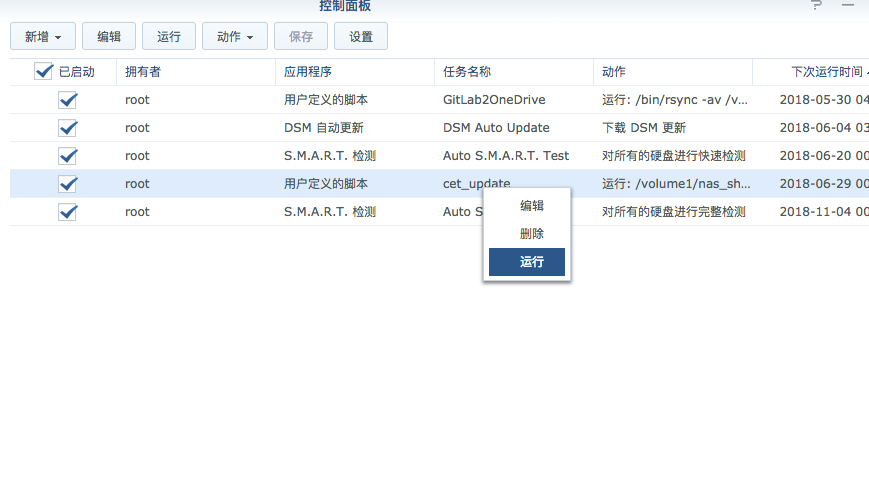 控制面板
新增 编辑 运行 动作 保存 设置
已启动 拥有者 应用程序 任务名称 动作 下次运行时间
root 用户定义的脚本 GitLab2OneDrive 运行: /bin/rsync -av /v... 2018-05-30 04
root DSM 自动更新 DSM Auto Update 下载 DSM 更新 2018-06-04 03
root S.M.A.R.T. 检测 Auto S.M.A.R.T. Test 对所有的硬盘进行快速检测 2018-06-20 00
root 用户定义的脚本 cet_update 运行: /volume1/nas_sh... 2018-06-29 00
root S.M.A.R.T. 检测 Auto S 对所有的硬盘进行完整检测 2018-11-04 00
编辑
删除
运行